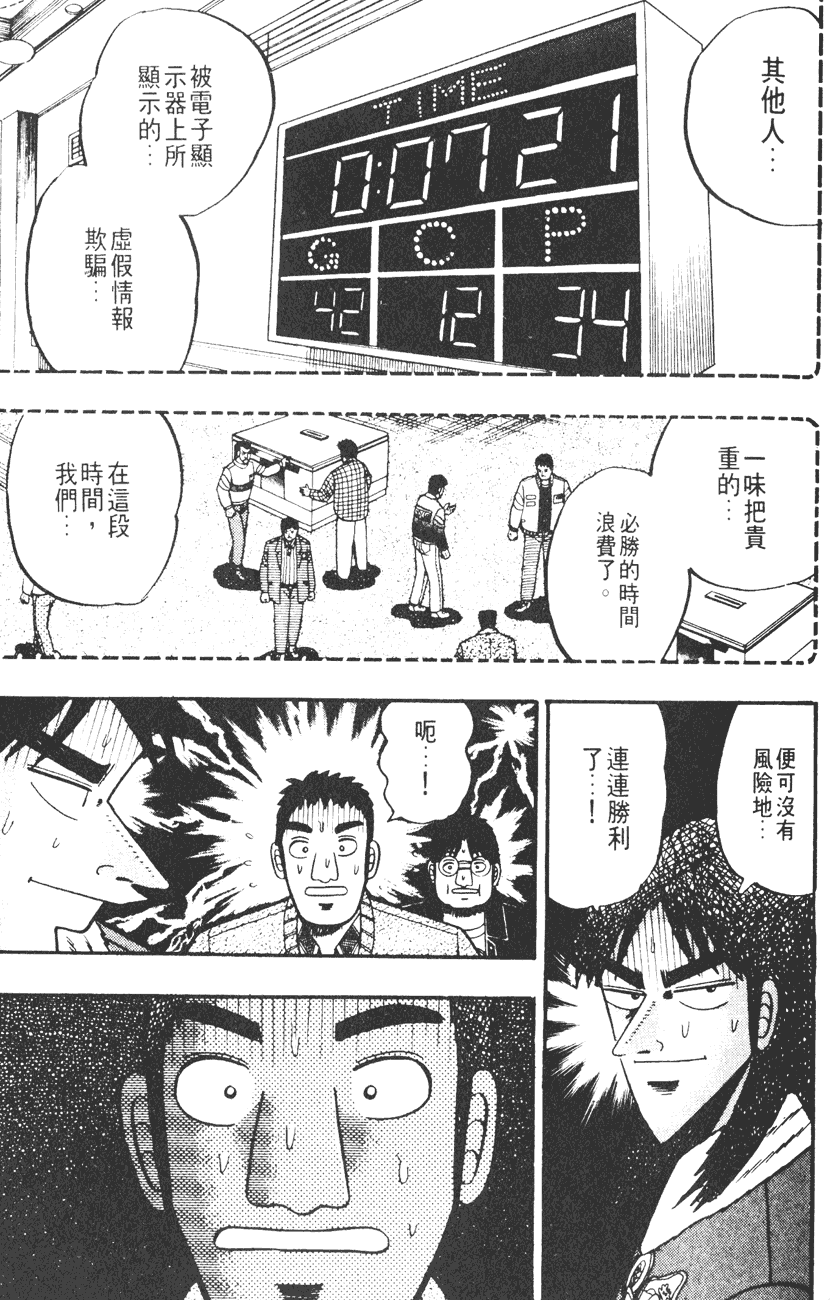 其他人…
TIME
0:0721
G C P
42 12 34
被電子顯
示器上所
顯示的…
虛假情報
欺騙…
一味把貴
重的…
必勝的時間
浪費了。
在這段
時間，
我們…
便可沒有
風險地…
連連勝利
了…！
呃…！